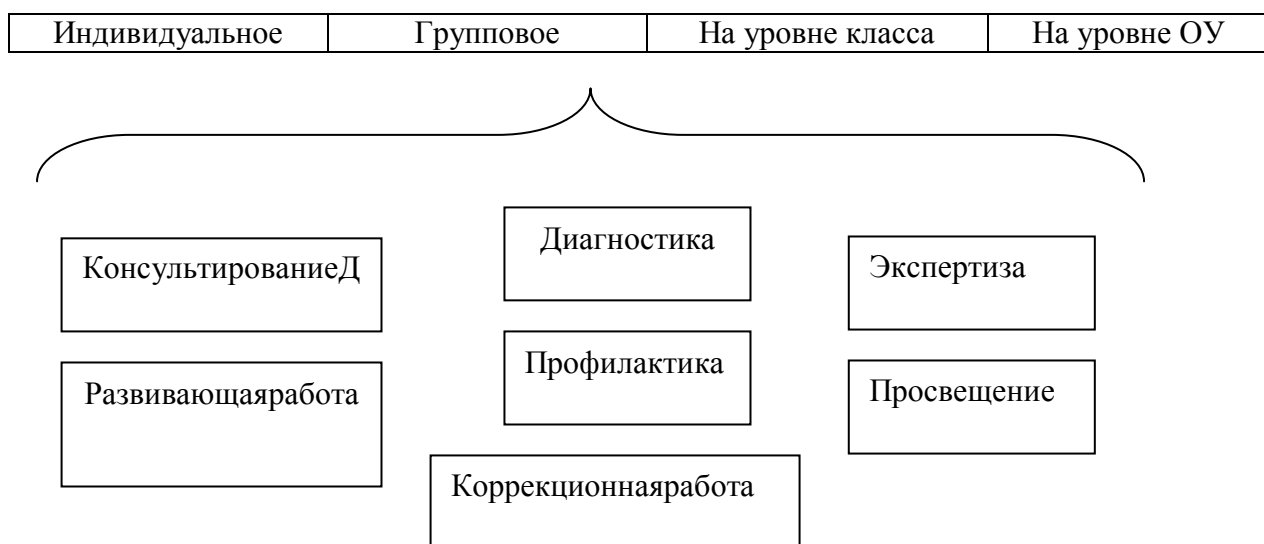 Индивидуальное Групповое На уровне класса На уровне ОУ
Диагностика
КонсультированиеД
Экспертиза
Профилактика
Развивающаяработа
Просвещение
Коррекционнаяработа